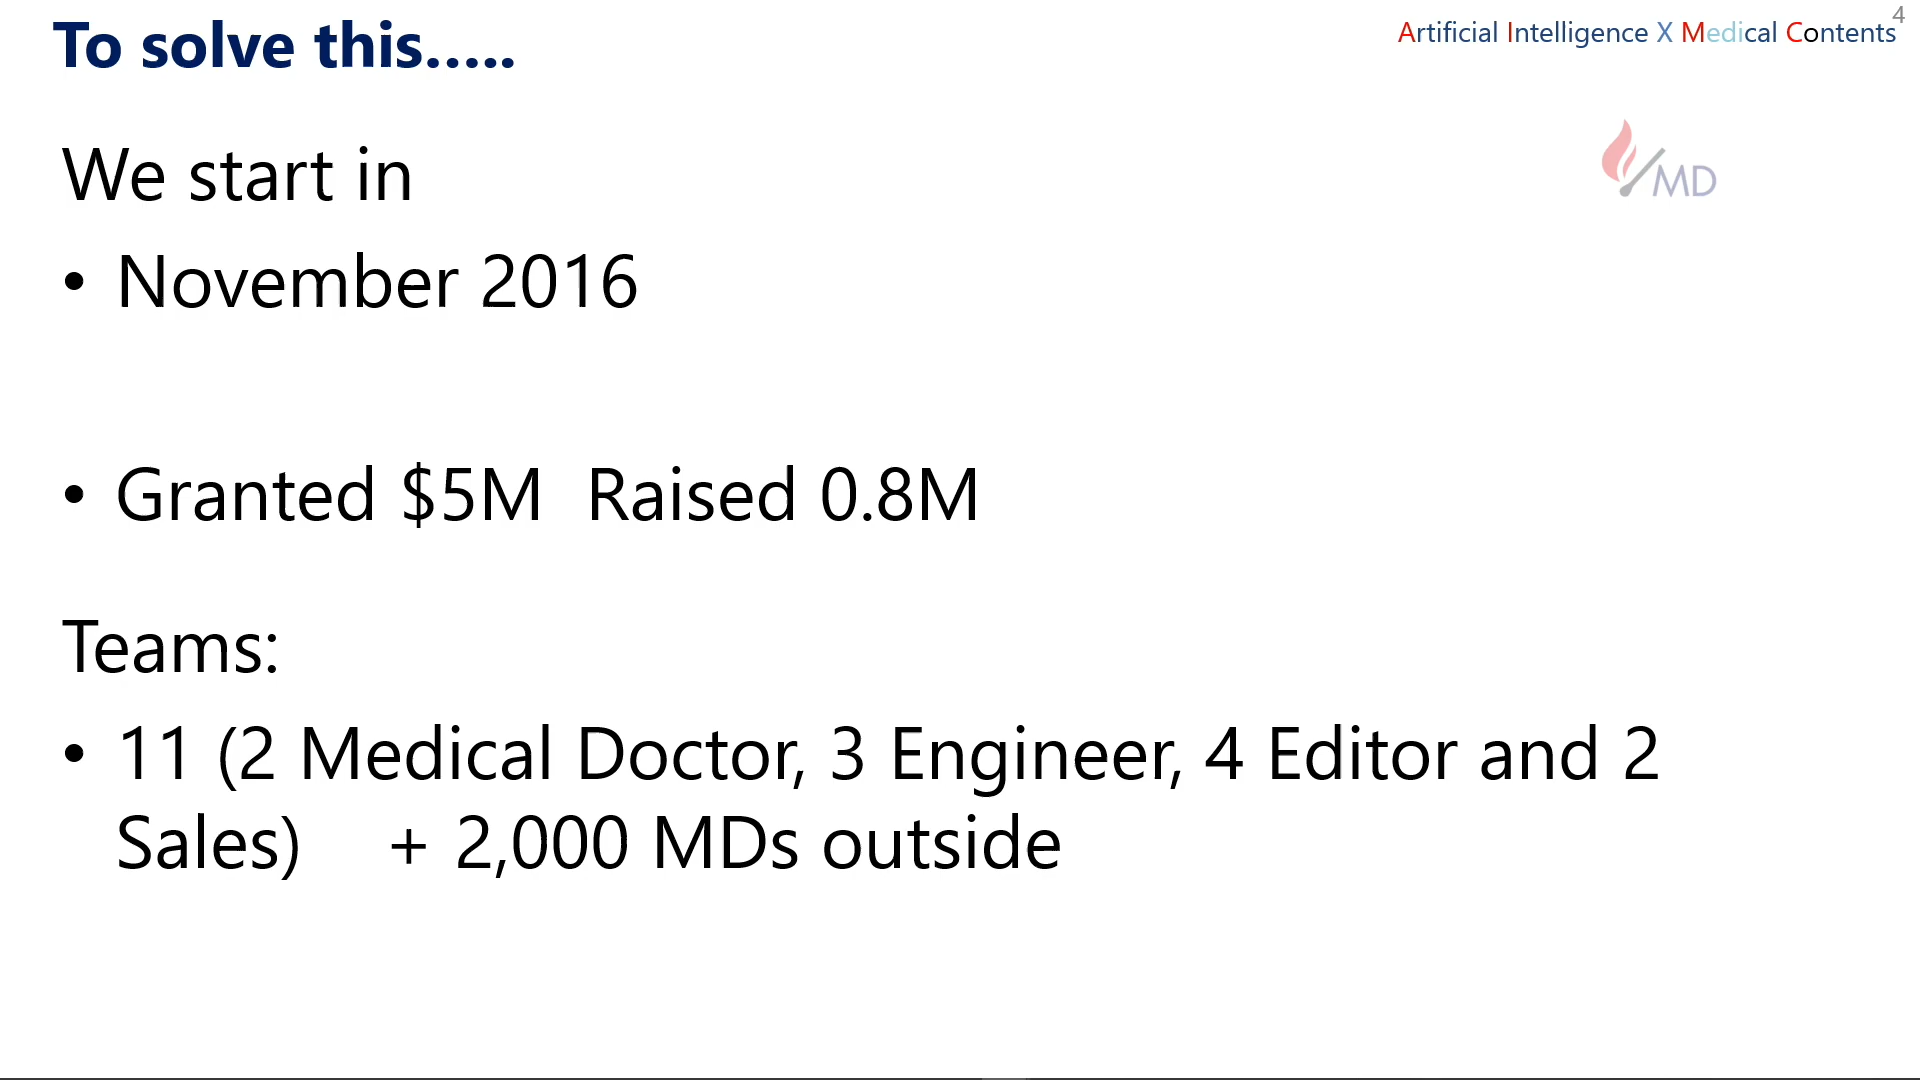 To solve this.....
Artificial Intelligence X Medical Contents
4
MD
We start in
• November 2016
• Granted $5M  Raised 0.8M
Teams:
• 11 (2 Medical Doctor, 3 Engineer, 4 Editor and 2
Sales)    + 2,000 MDs outside